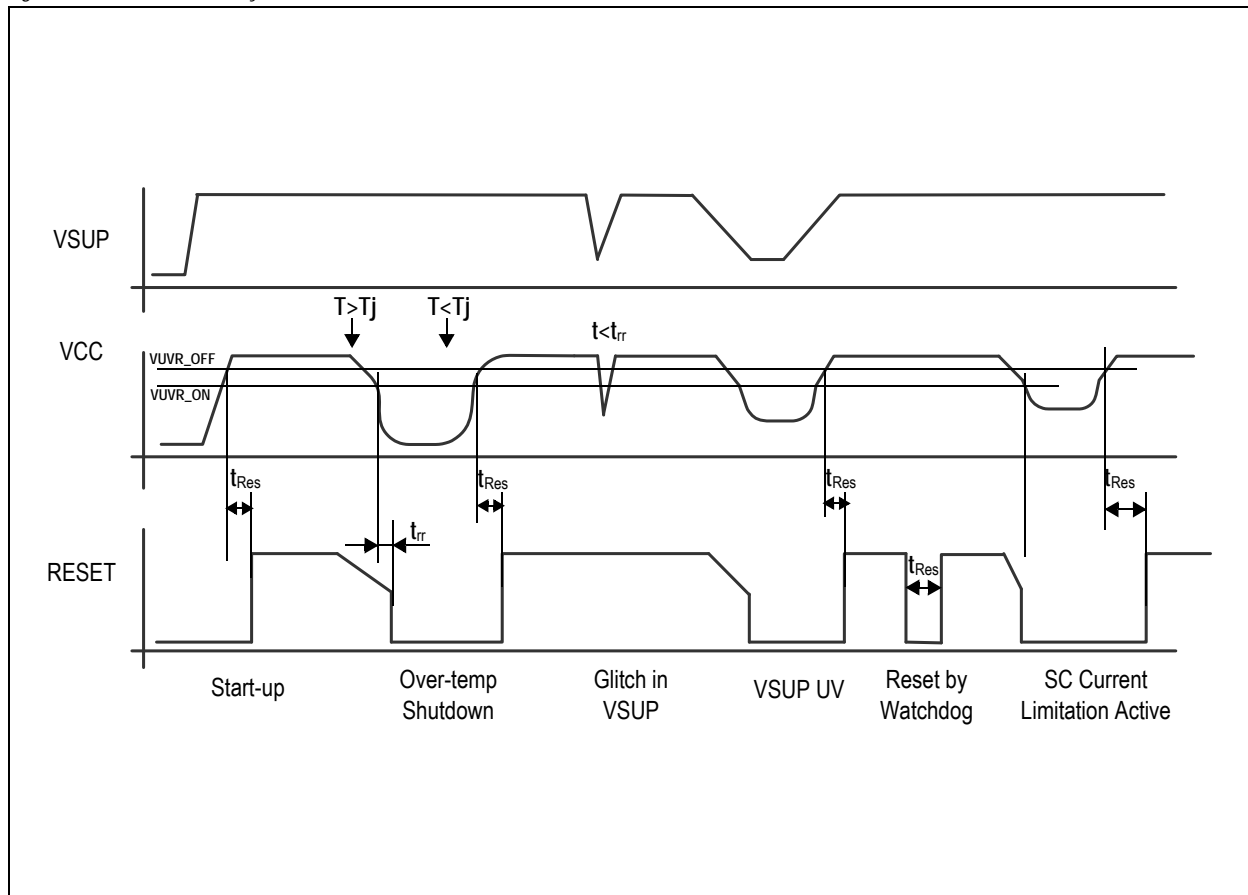 VSUP
T>Tj
T<Tj
t<trr
VCC
VUVR_OFF
VUVR_ON
tRes
tRes
tRes
tRes
trr
RESET
tRes
Start-up
Over-temp
Shutdown
Glitch in
VSUP
VSUP UV
Reset by
Watchdog
SC Current
Limitation Active